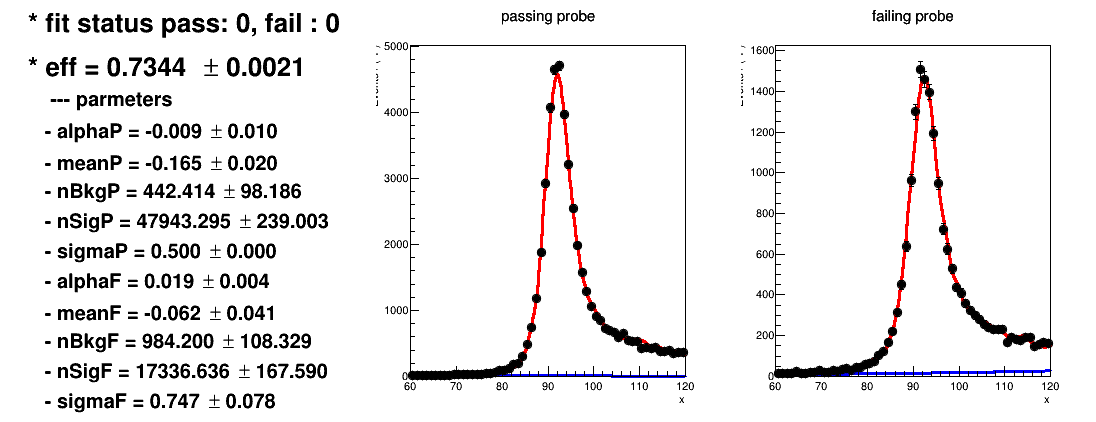 * fit status pass: 0, fail : 0
* eff = 0.7344 ± 0.0021
--- parmeters
- alphaP = -0.009 ± 0.010
- meanP = -0.165 ± 0.020
- nBkgP = 442.414 ± 98.186
- nSigP = 47943.295 ± 239.003
- sigmaP = 0.500 ± 0.000
- alphaF = 0.019 ± 0.004
- meanF = -0.062 ± 0.041
- nBkgF = 984.200 ± 108.329
- nSigF = 17336.636 ± 167.590
- sigmaF = 0.747 ± 0.078
passing probe
5000
4000
3000
2000
1000
0
60 70 80 90 100 110 120
x
failing probe
1600
1400
1200
1000
800
600
400
200
0
60 70 80 90 100 110 120
x